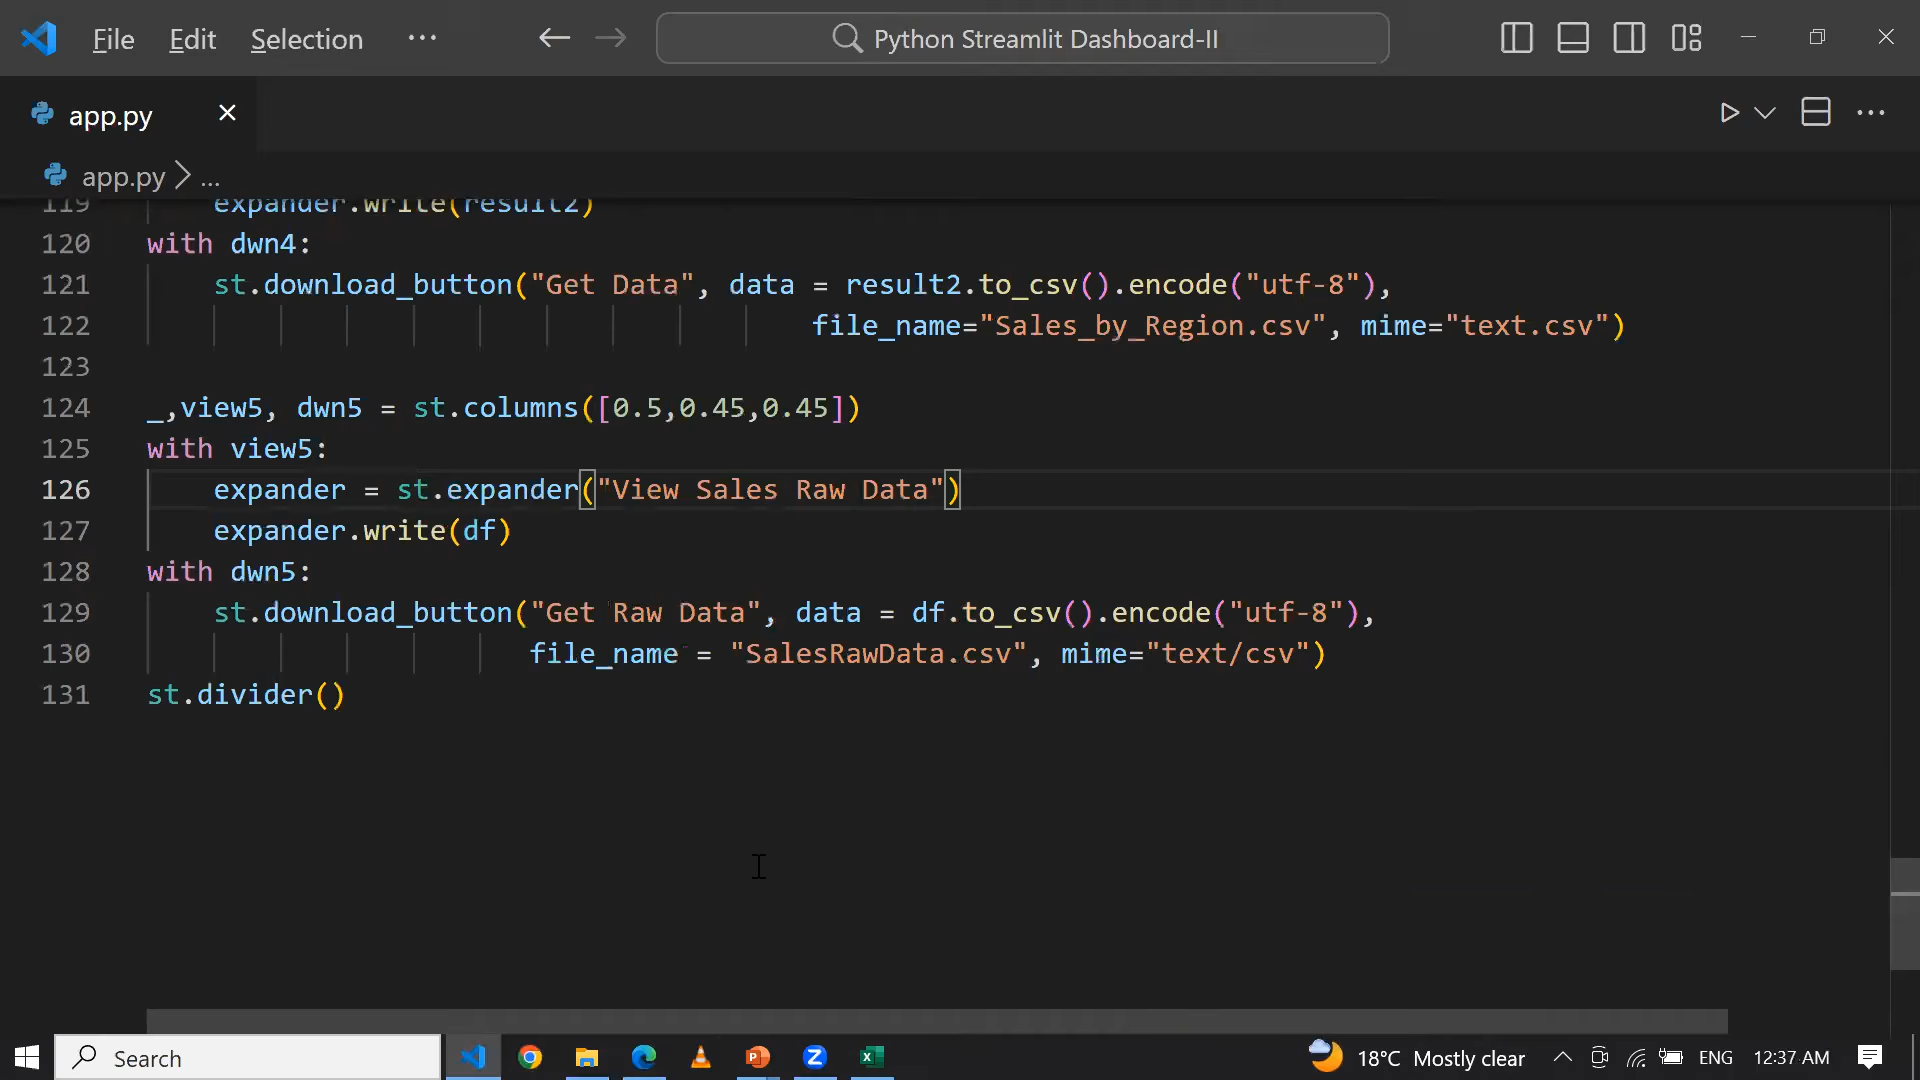 File Edit Selection ··· Python Streamlit Dashboard-II
app.py
app.py > ...
119 expander.write(result2)
120 with dwn4:
121 st.download_button("Get Data", data = result2.to_csv().encode("utf-8"),
122 file_name="Sales_by_Region.csv", mime="text.csv")
123
124 _,view5, dwn5 = st.columns([0.5,0.45,0.45])
125 with view5:
126 expander = st.expander("View Sales Raw Data")
127 expander.write(df)
128 with dwn5:
129 st.download_button("Get Raw Data", data = df.to_csv().encode("utf-8"),
130 file_name = "SalesRawData.csv", mime="text/csv")
131 st.divider()
Search 18°C Mostly clear ENG 12:37 AM